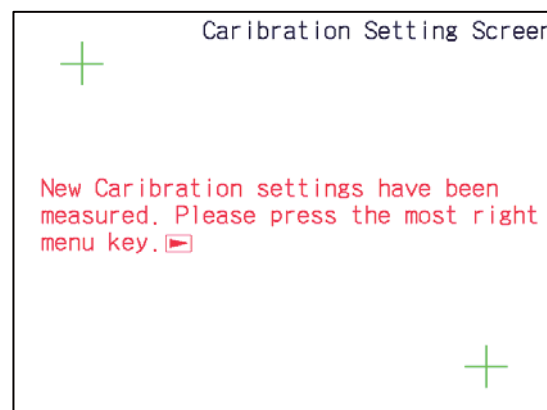 Caribration Setting Screen
New Caribration settings have been
measured. Please press the most right
menu key.